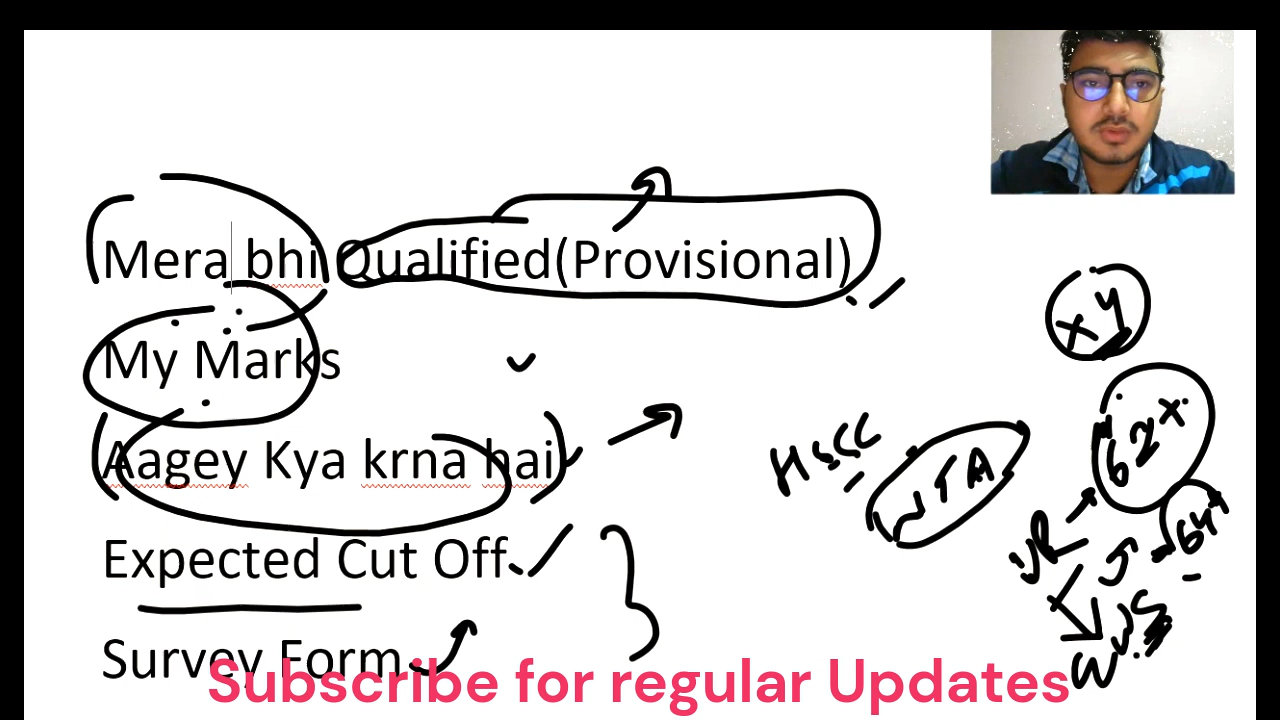 Mera bhi Qualified(Provisional)
My Marks
Aagey Kya krna hai
Expected Cut Off
Survey Form
xy
62+
HSSC
NTA
64+
UR
EWS
Subscribe for regular Updates